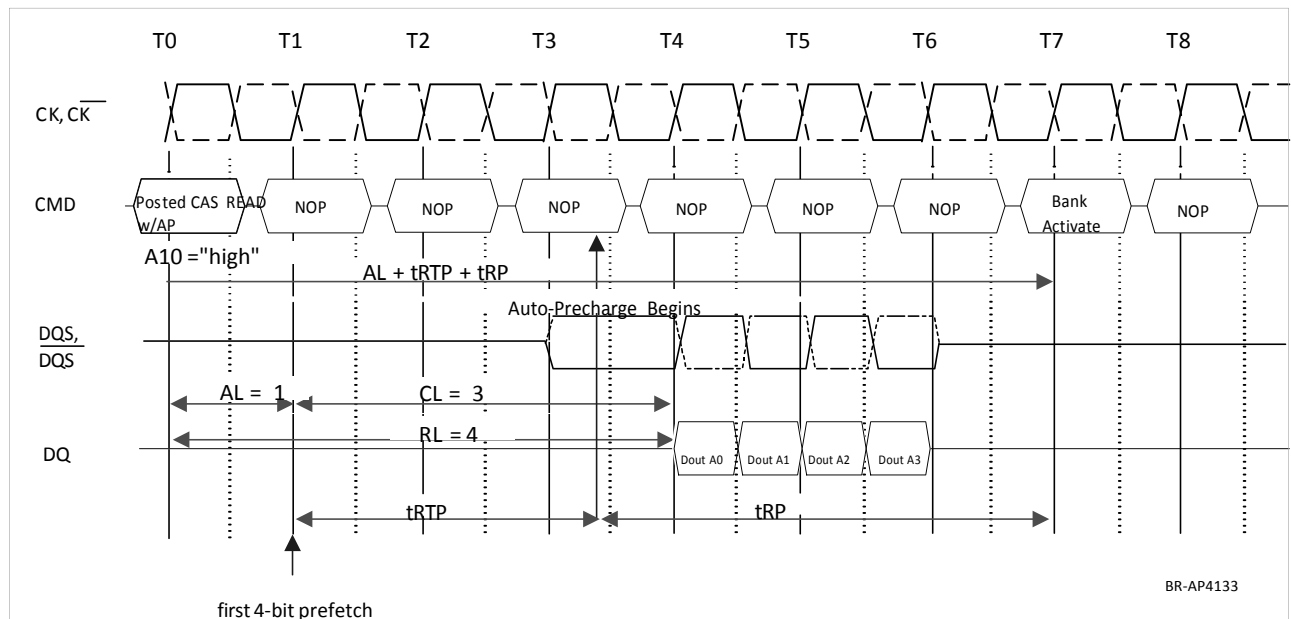 T0 T1 T2 T3 T4 T5 T6 T7 T8
CK, CK
CMD
Posted CAS READ
w/AP
NOP NOP NOP NOP NOP NOP
Bank
Activate
NOP
A10 ="high"
AL + tRTP + tRP
Auto-Precharge Begins
DQS,
DQS
AL = 1
CL = 3
RL = 4
DQ
Dout A0 Dout A1 Dout A2 Dout A3
tRTP
tRP
BR-AP4133
first 4-bit prefetch